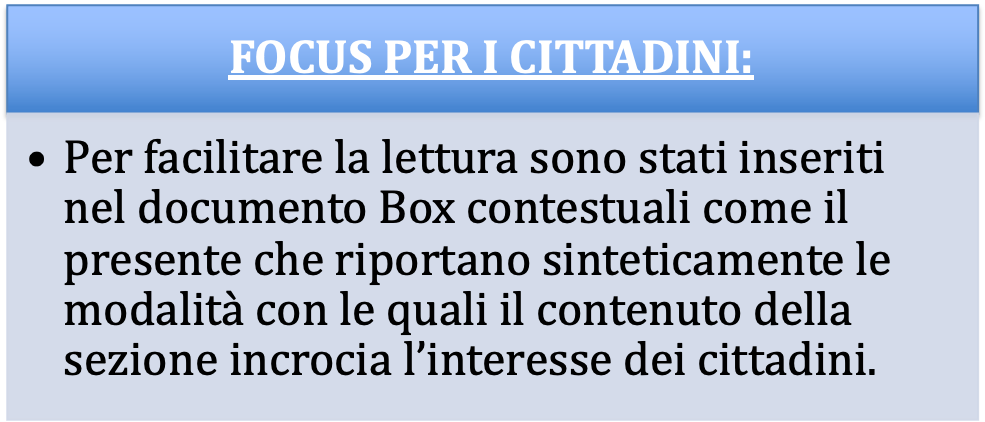 FOCUS PER I CITTADINI:
• Per facilitare la lettura sono stati inseriti
nel documento Box contestuali come il
presente che riportano sinteticamente le
modalità con le quali il contenuto della
sezione incrocia l’interesse dei cittadini.